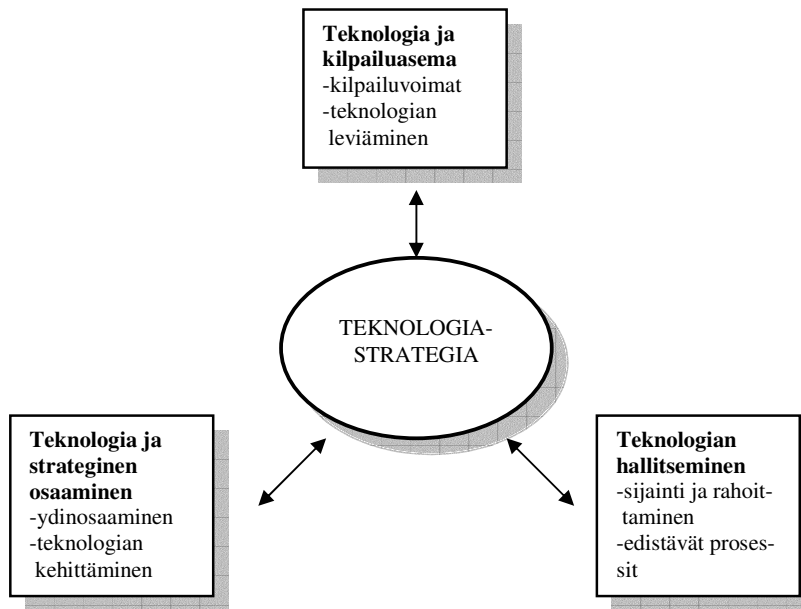 Teknologia ja
kilpailuasema
-kilpailuvoimat
-teknologian
leviäminen
TEKNOLOGIA-
STRATEGIA
Teknologia ja
strateginen
osaaminen
-ydinosaaminen
-teknologian
kehittäminen
Teknologian
hallitseminen
-sijainti ja rahoit-
taminen
-edistävät proses-
sit